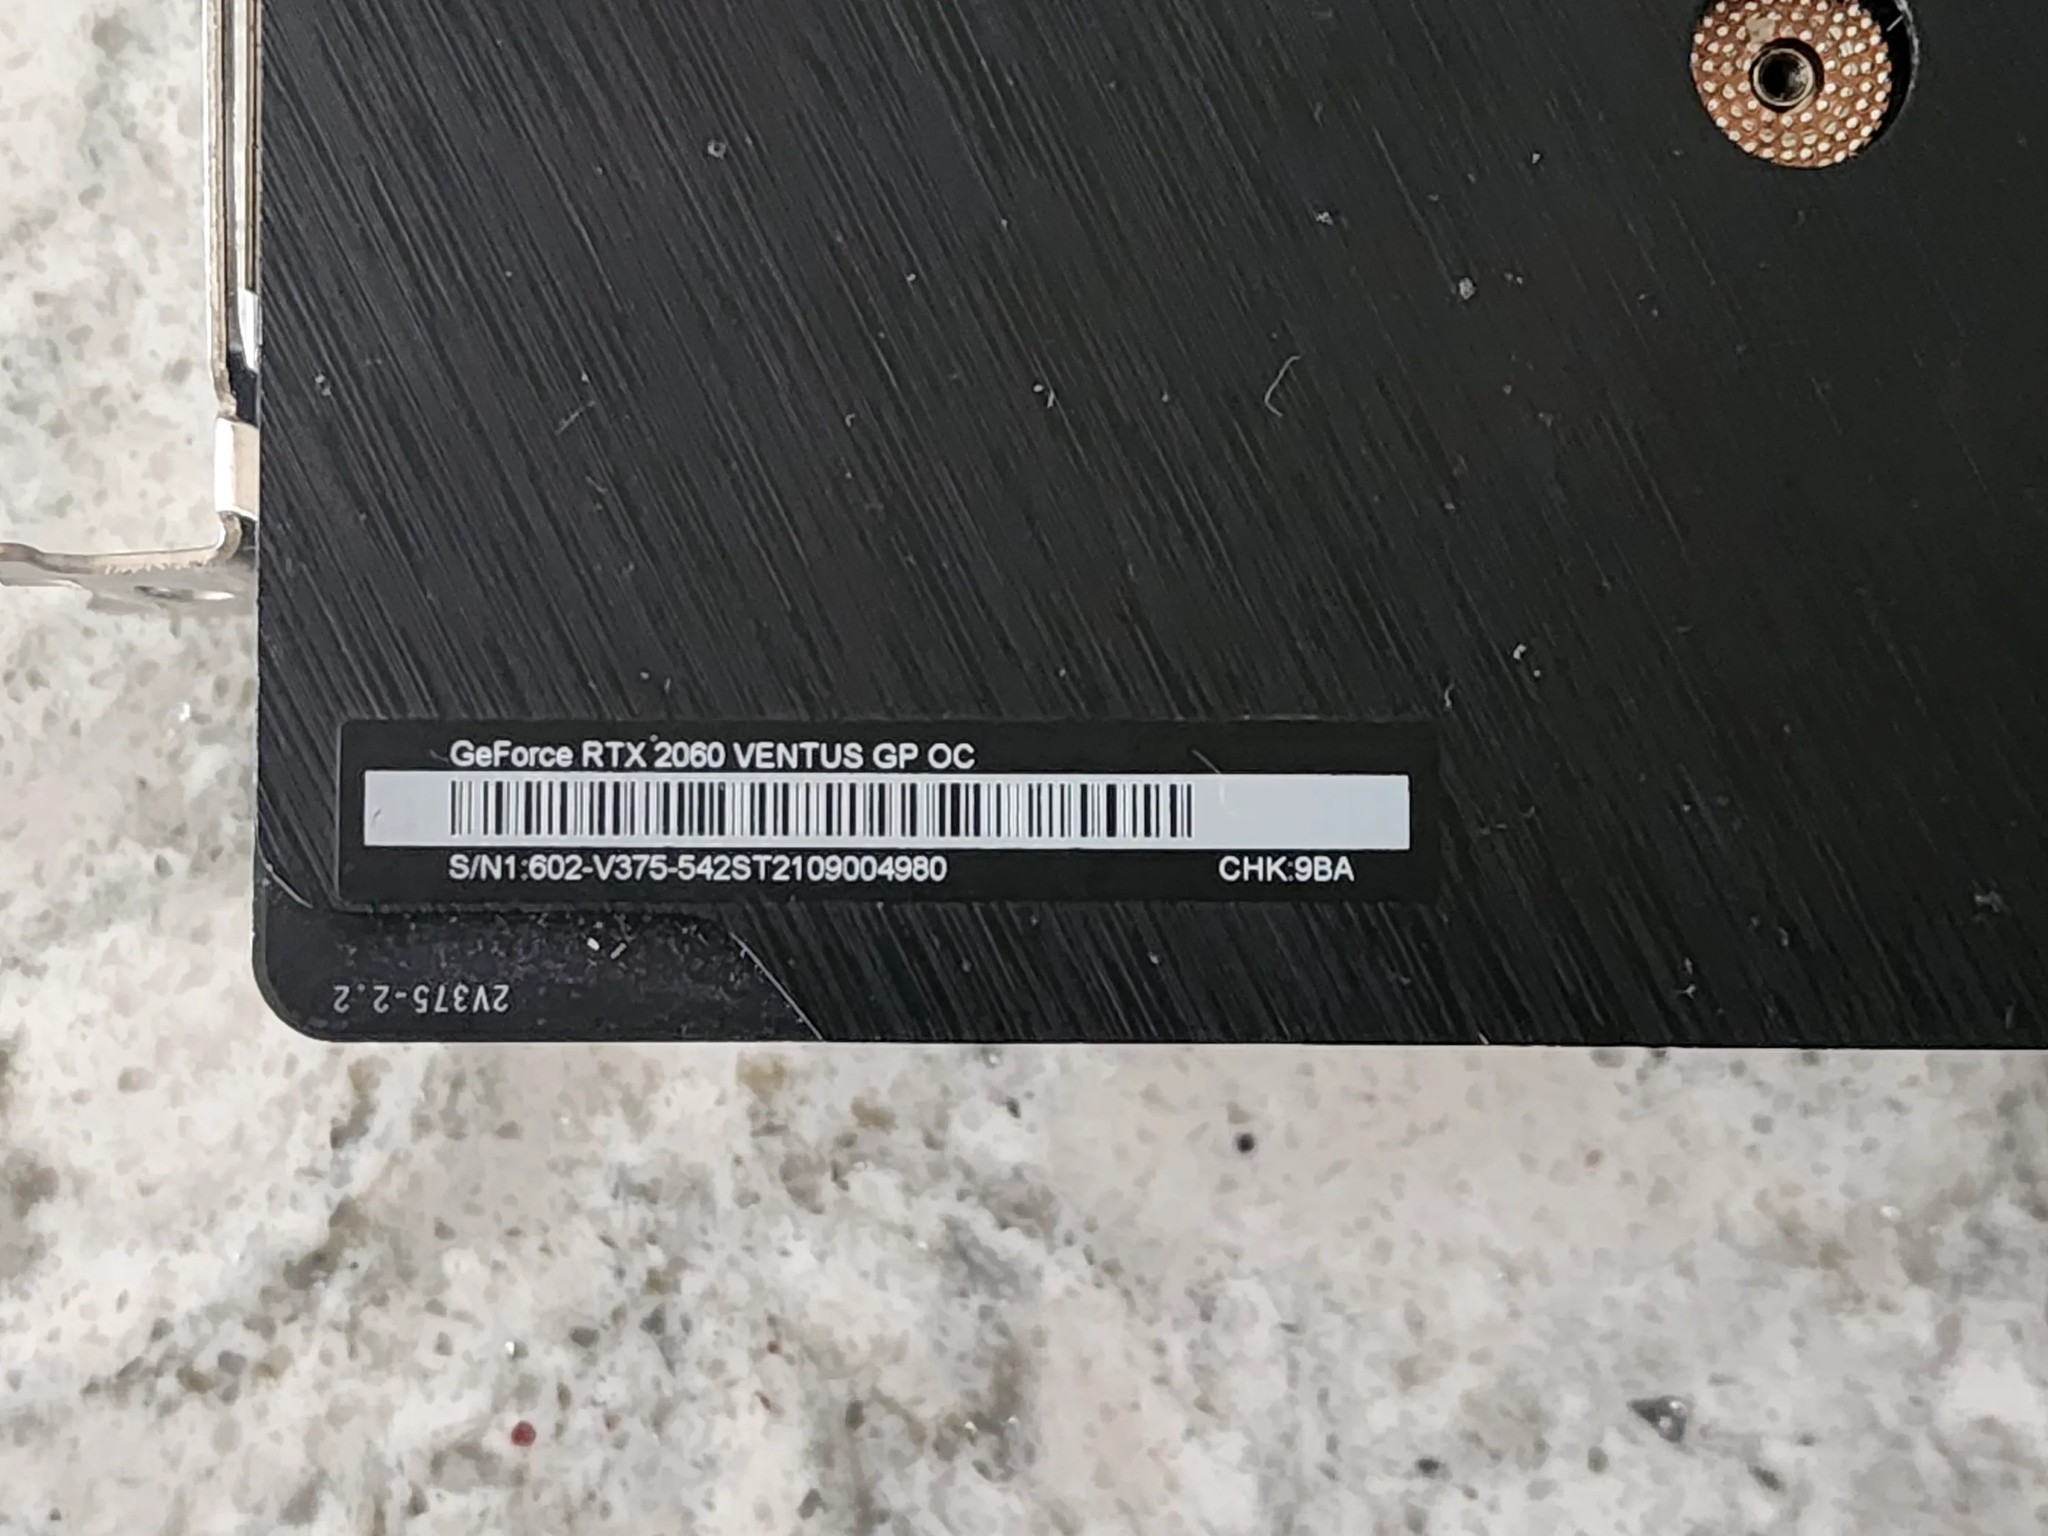 GeForce RTX 2060 VENTUS GP OC
S/N1:602-V375-542ST2109004980 CHK:9BA
2V375-2.2